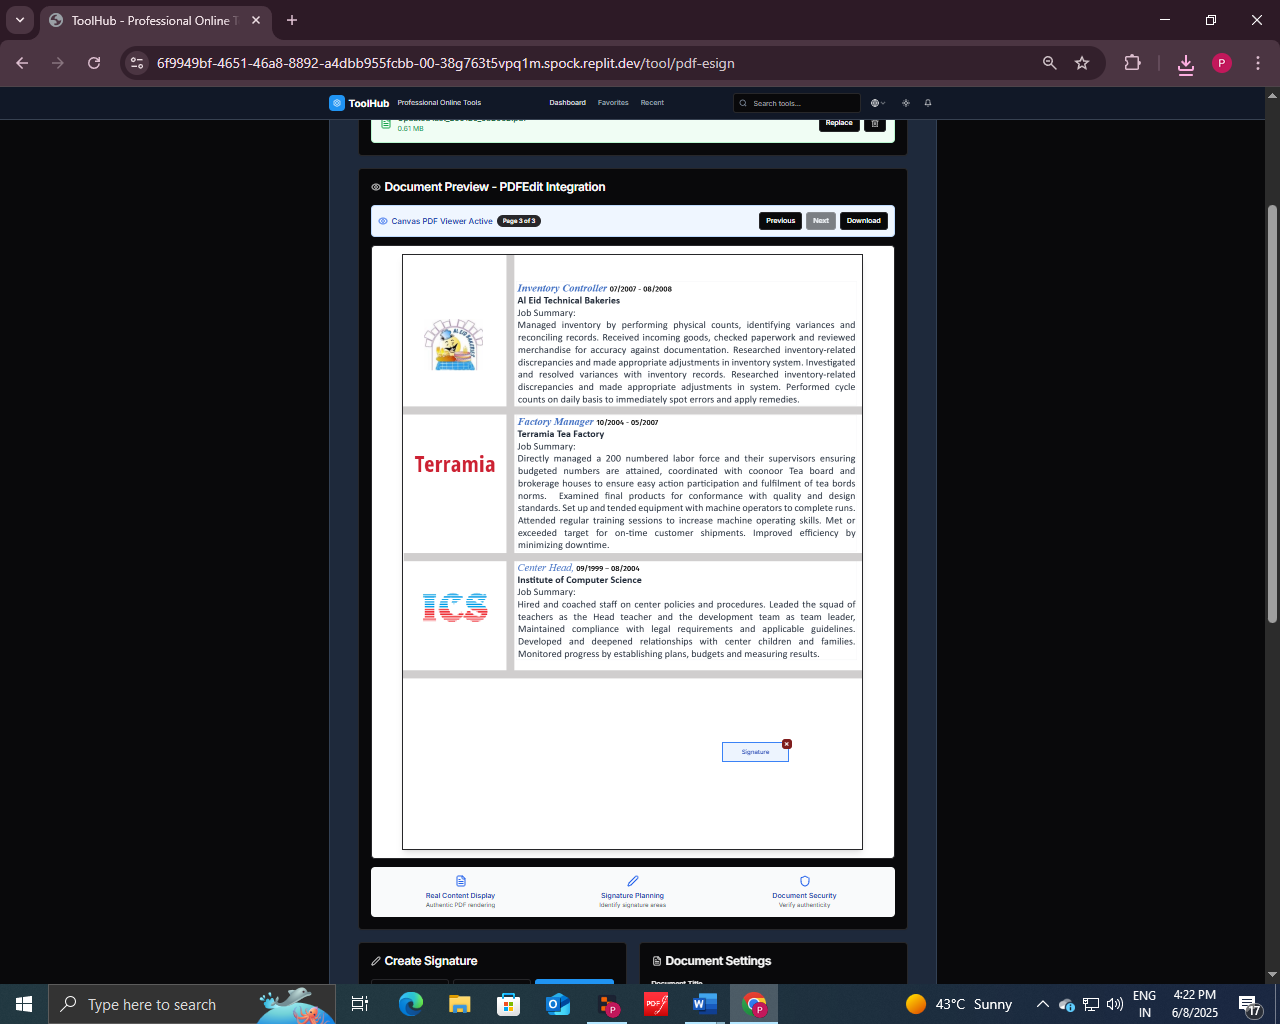 ToolHub - Professional Online T
6f9949bf-4651-46a8-8892-a4dbb955fcbb-00-38g763t5vpq1m.spock.replit.dev/tool/pdf-esign
P
ToolHub Professional Online Tools Dashboard Favorites Recent Search tools...
0.61 MB
Replace
Document Preview - PDFEdit Integration
Canvas PDF Viewer Active Page 3 of 3 Previous Next Download
Inventory Controller 07/2007 - 08/2008
Al Eid Technical Bakeries
Job Summary:
Managed inventory by performing physical counts, identifying variances and
reconciling records. Received incoming goods, checked paperwork and reviewed
merchandise for accuracy against documentation. Researched inventory-related
discrepancies and made appropriate adjustments in inventory system. Investigated
and resolved variances with inventory records. Researched inventory-related
discrepancies and made appropriate adjustments in system. Performed cycle
counts on daily basis to immediately spot errors and apply remedies.
AL EID BAKERIES
Factory Manager 10/2004 - 05/2007
Terramia Tea Factory
Job Summary:
Directly managed a 200 numbered labor force and their supervisors ensuring
budgeted numbers are attained, coordinated with coonoor Tea board and
brokerage houses to ensure easy action participation and fulfilment of tea bords
norms. Examined final products for conformance with quality and design
standards. Set up and tended equipment with machine operators to complete runs.
Attended regular training sessions to increase machine operating skills. Met or
exceeded target for on-time customer shipments. Improved efficiency by
minimizing downtime.
Terramia
Center Head, 09/1999 – 08/2004
Institute of Computer Science
Job Summary:
Hired and coached staff on center policies and procedures. Leaded the squad of
teachers as the Head teacher and the development team as team leader,
Maintained compliance with legal requirements and applicable guidelines.
Developed and deepened relationships with center children and families.
Monitored progress by establishing plans, budgets and measuring results.
ICS
Signature
Real Content Display
Authentic PDF rendering
Signature Planning
Identify signature areas
Document Security
Verify authenticity
Create Signature
Document Settings
Document Title
Type here to search
43°C Sunny
ENG
IN
4:22 PM
6/8/2025
17